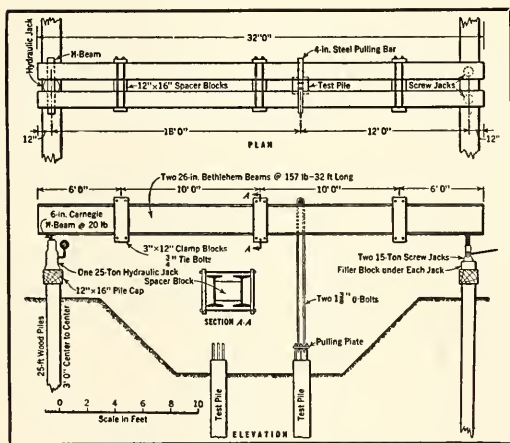 32'0"
Hydraulic Jack
M-Beam
4-in. Steel Pulling Bar
12"×16" Spacer Blocks
Test Pile
Screw Jacks
12"
18'0"
12'0"
12"
PLAN
6'0"
10'0"
Two 26-in. Bethlehem Beams @ 157 lb-32 ft Long
10'0"
6'0"
A
6-in. Carnegie
M-Beam @ 20 lb
3"×12" Clamp Blocks
3/4" Tie Bolts
A
Two 15-Ton Screw Jacks
Filler Block under Each Jack
One 25-Ton Hydraulic Jack
12"×16" Pile Cap
Spacer Block
SECTION A-A
Pulling Plate
25-ft Wood Piles
3'0" Center to Center
0 2 4 6 8 10
Scale in Feet
Test Pile
Test Pile
ELEVATION